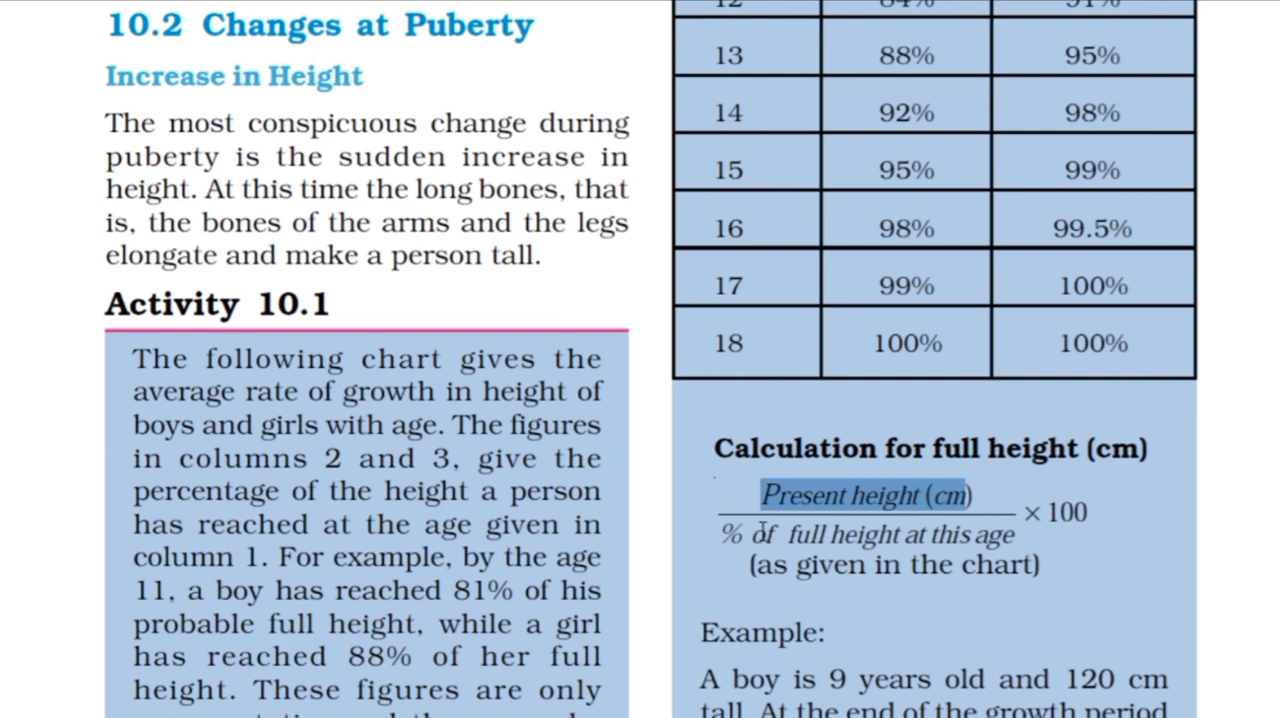 10.2 Changes at Puberty
Increase in Height
The most conspicuous change during
puberty is the sudden increase in
height. At this time the long bones, that
is, the bones of the arms and the legs
elongate and make a person tall.
Activity 10.1
The following chart gives the
average rate of growth in height of
boys and girls with age. The figures
in columns 2 and 3, give the
percentage of the height a person
has reached at the age given in
column 1. For example, by the age
11, a boy has reached 81% of his
probable full height, while a girl
has reached 88% of her full
height. These figures are only
13 88% 95%
14 92% 98%
15 95% 99%
16 98% 99.5%
17 99% 100%
18 100% 100%
Calculation for full height (cm)
Present height (cm)
× 100
% of full height at this age
(as given in the chart)
Example:
A boy is 9 years old and 120 cm
tall. At the end of the growth period